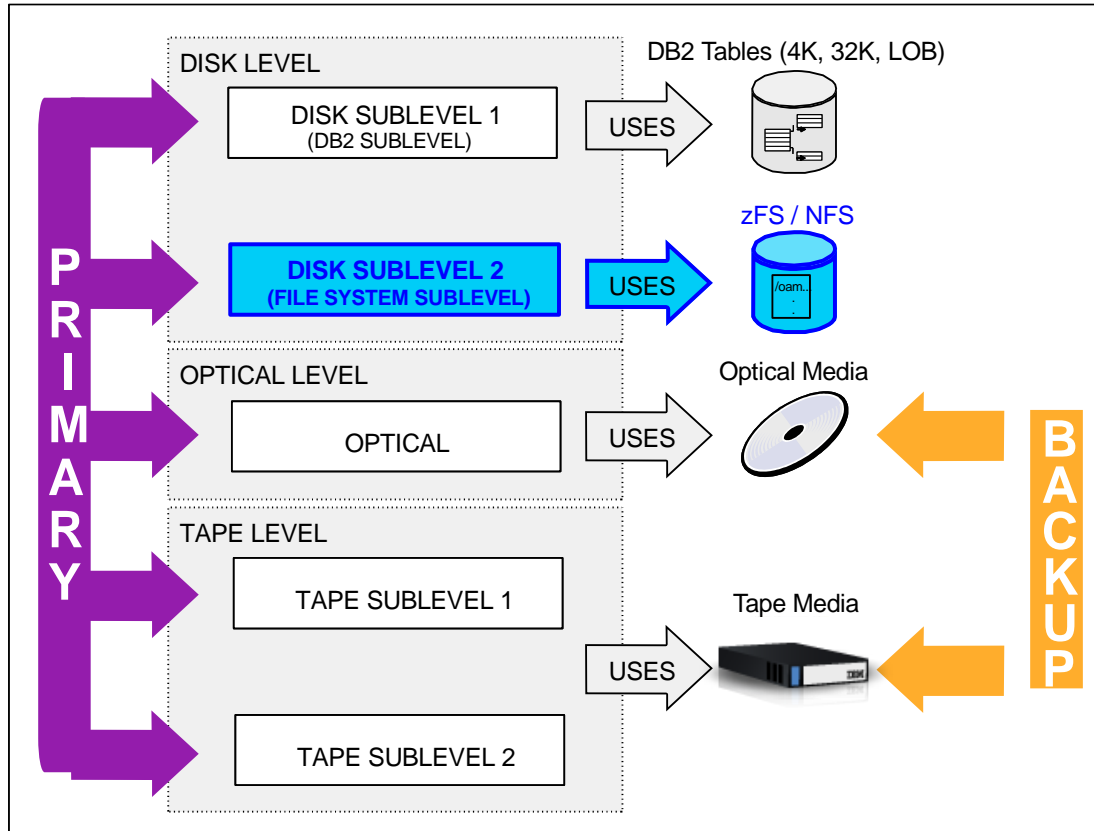 DISK LEVEL
DB2 Tables (4K, 32K, LOB)
DISK SUBLEVEL 1
(DB2 SUBLEVEL)
USES
zFS / NFS
DISK SUBLEVEL 2
(FILE SYSTEM SUBLEVEL)
USES
/oam...
:
PRIMARY
OPTICAL LEVEL
Optical Media
OPTICAL
USES
BACKUP
TAPE LEVEL
TAPE SUBLEVEL 1
Tape Media
USES
IBM
TAPE SUBLEVEL 2